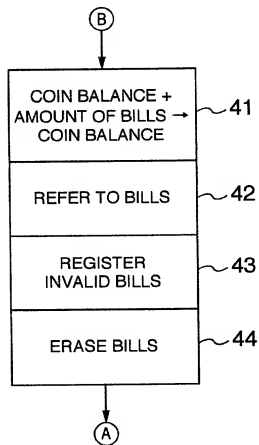 B
COIN BALANCE +
AMOUNT OF BILLS →
COIN BALANCE
41
REFER TO BILLS
42
REGISTER
INVALID BILLS
43
ERASE BILLS
44
A